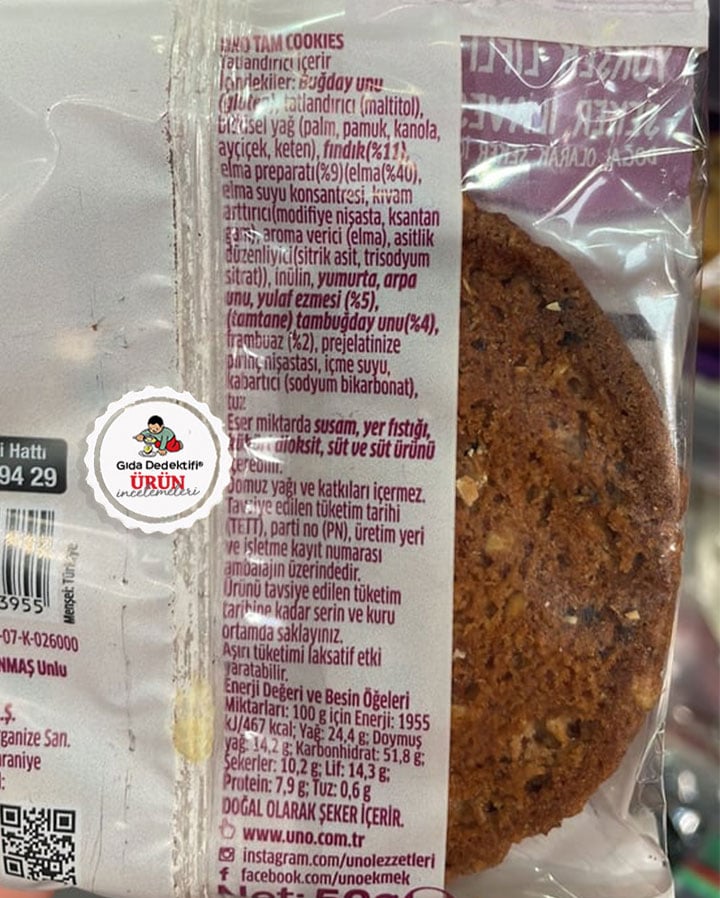 UNO TAM COOKIES
Tatlandırıcı içerir
İçindekiler: Buğday unu
(gluten), tatlandırıcı (maltitol),
bitkisel yağ (palm, pamuk, kanola,
ayçiçek, keten), fındık(%11),
elma preparatı(%9)(elma(%40),
elma suyu konsantresi, kıvam
arttırıcı(modifiye nişasta, ksantan
gam), aroma verici (elma), asitlik
düzenliyici(sitrik asit, trisodyum
sitrat)), inülin, yumurta, arpa
unu, yulaf ezmesi (%5),
(tamtane) tambuğday unu(%4),
frambuaz (%2), prejelatinize
pirinç nişastası, içme suyu,
kabartıcı (sodyum bikarbonat),
tuz
Eser miktarda susam, yer fıstığı,
kükürt dioksit, süt ve süt ürünü
içerebilir.
Domuz yağı ve katkıları içermez.
Tavsiye edilen tüketim tarihi
(TETT), parti no (PN), üretim yeri
ve işletme kayıt numarası
ambalajın üzerindedir.
Ürünü tavsiye edilen tüketim
tarihine kadar serin ve kuru
ortamda saklayınız.
Aşırı tüketimi laksatif etki
yaratabilir.
Enerji Değeri ve Besin Öğeleri
Miktarları: 100 g için Enerji: 1955
kJ/467 kcal; Yağ: 24,4 g; Doymuş
yağ: 14,2 g; Karbonhidrat: 51,8 g;
Şekerler: 10,2 g; Lif: 14,3 g;
Protein: 7,9 g; Tuz: 0,6 g
DOĞAL OLARAK ŞEKER İÇERİR.
www.uno.com.tr
instagram.com/unolezzetleri
facebook.com/unoekmek
Net: 50g
YÜKSEK LİFLİ
ŞEKER İLAVES
DOĞAL OLARAK ŞEKER İ
Gıda Dedektifi®
ÜRÜN
incelemeleri
i Hattı
94 29
3955
Menşei: Türkiye
-07-K-026000
NMAŞ Unlu
.Ş.
ganize San.
raniye